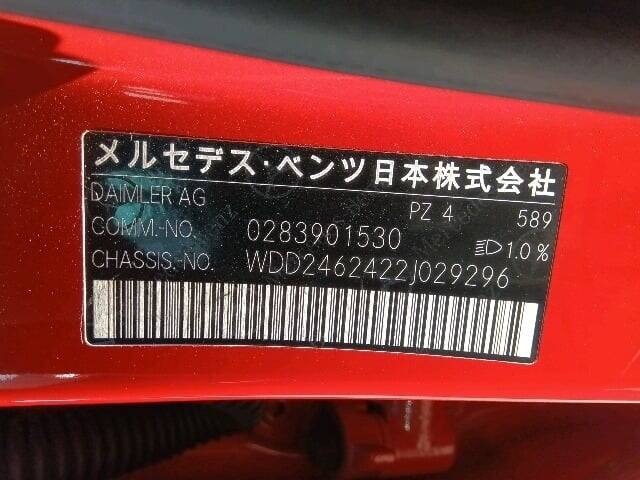 メルセデス・ベンツ日本株式会社
DAIMLER AG PZ 4 589
COMM.-NO. 0283901530 1.0%
CHASSIS.-NO. WDD2462422J029296